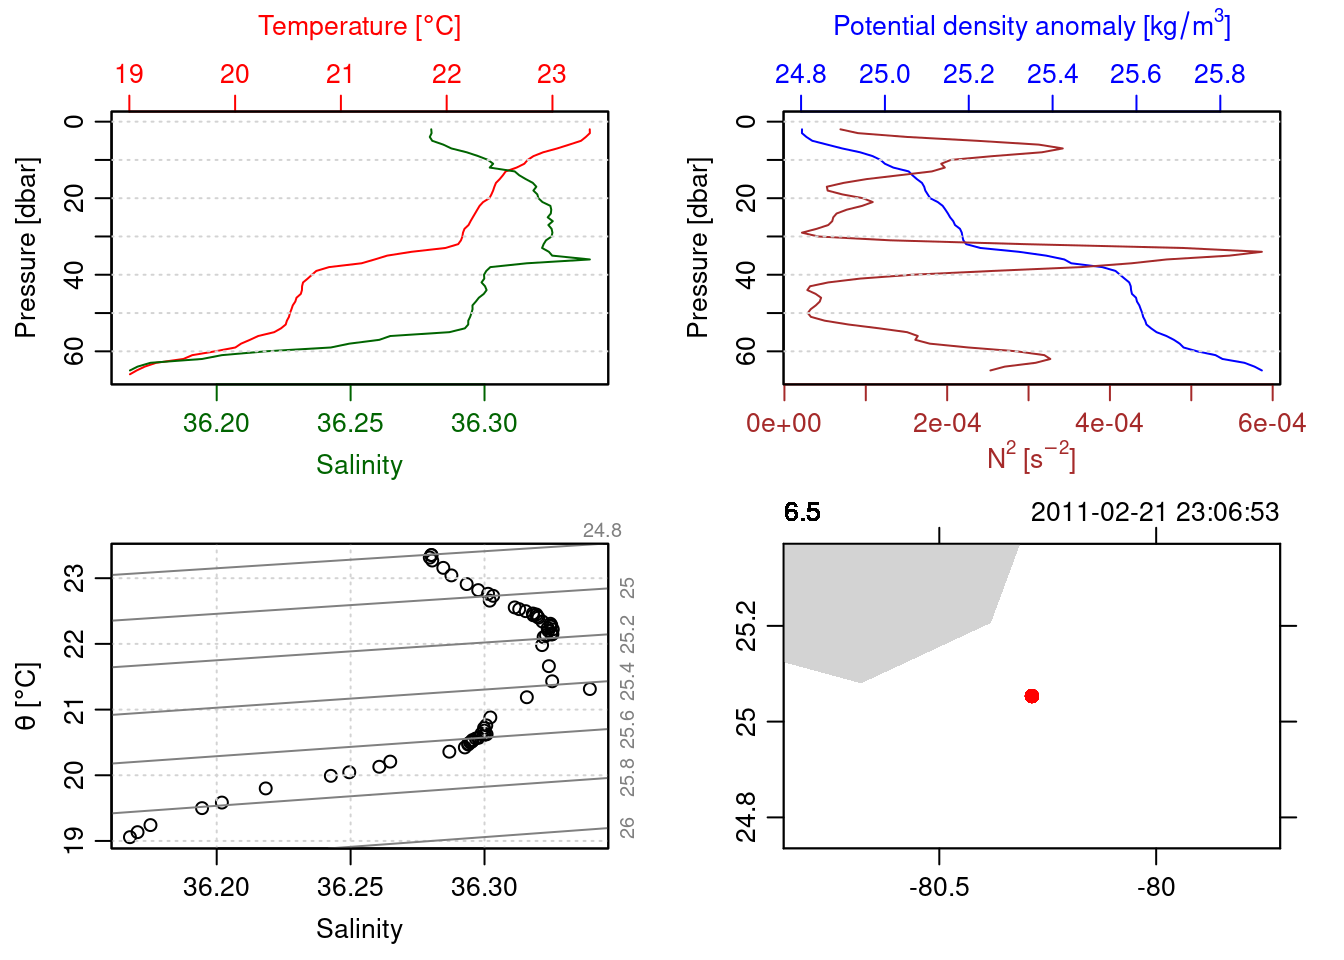 Temperature [°C]
19 20 21 22 23
Pressure [dbar]
0
20
40
60
36.20 36.25 36.30
Salinity
Potential density anomaly [kg/m³]
24.8 25.0 25.2 25.4 25.6 25.8
Pressure [dbar]
0
20
40
60
0e+00 2e-04 4e-04 6e-04
N² [s⁻²]
24.8
θ [°C]
23
22
21
20
19
25
25.2
25.4
25.6
25.8
26
36.20 36.25 36.30
Salinity
6.5 2011-02-21 23:06:53
25.2
25
24.8
-80.5 -80